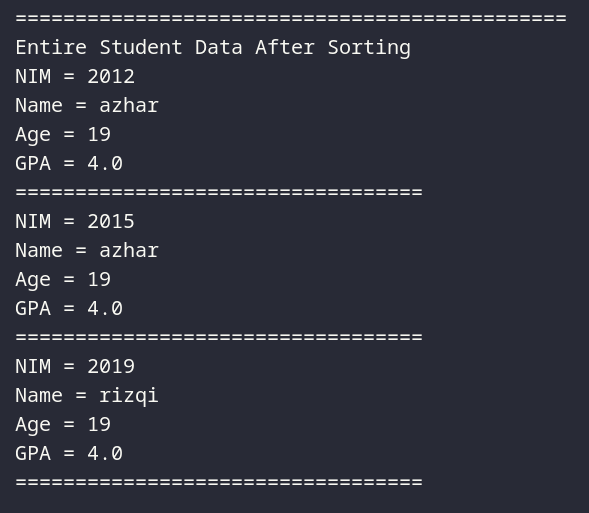 ==============================================
Entire Student Data After Sorting
NIM = 2012
Name = azhar
Age = 19
GPA = 4.0
==================================
NIM = 2015
Name = azhar
Age = 19
GPA = 4.0
==================================
NIM = 2019
Name = rizqi
Age = 19
GPA = 4.0
==================================